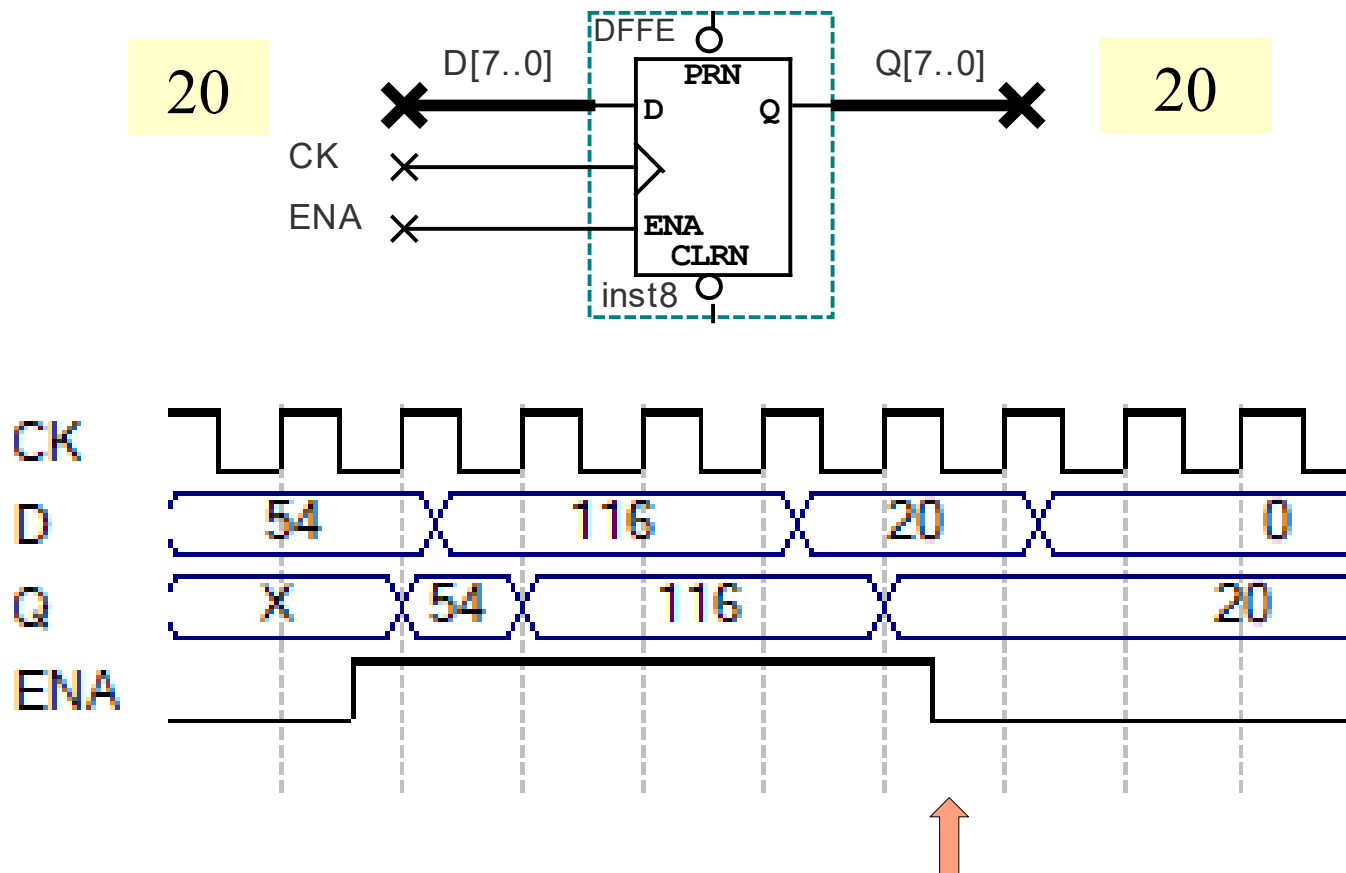 DFFE
20
D[7..0]
PRN
Q[7..0]
20
D
Q
CK
ENA
ENA
CLRN
inst8
CK
D
54
116
20
0
Q
X
54
116
20
ENA